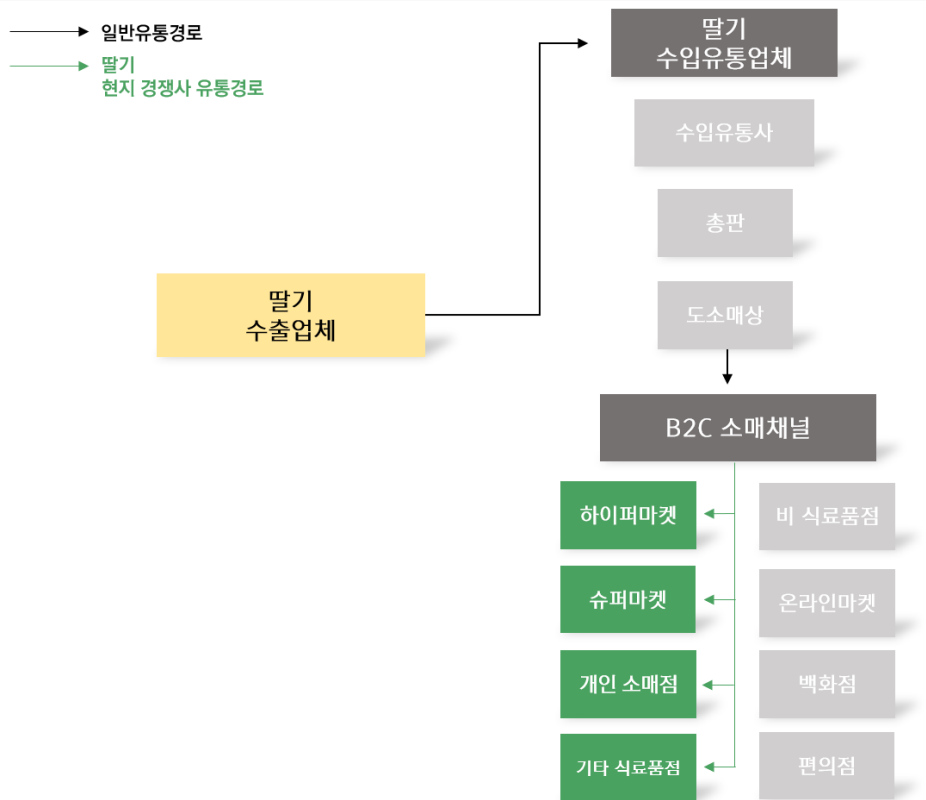 일반유통경로
딸기
현지 경쟁사 유통경로
딸기
수입유통업체
수입유통사
총판
딸기
수출업체
도소매상
B2C 소매채널
하이퍼마켓
비 식료품점
슈퍼마켓
온라인마켓
개인 소매점
백화점
기타 식료품점
편의점